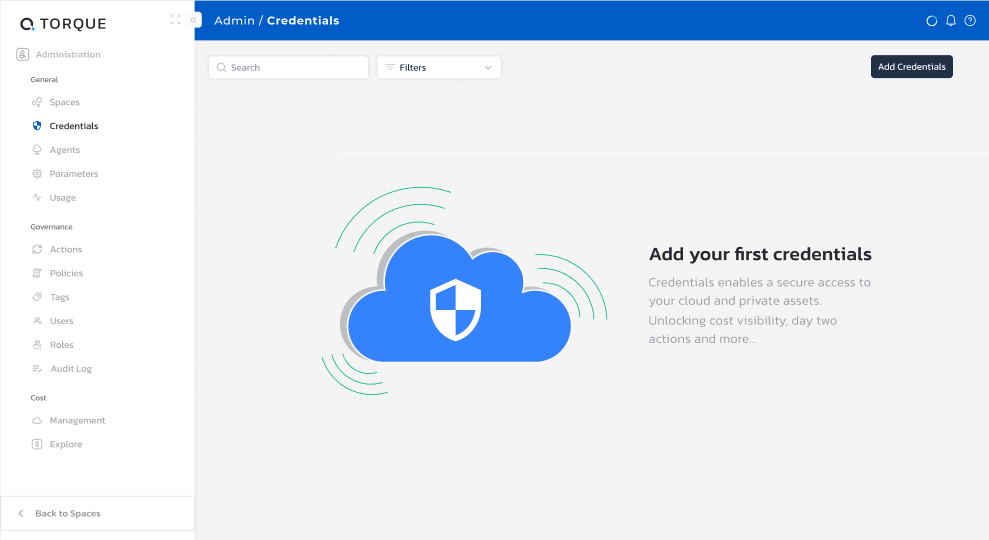 TORQUE
Administration
General
Spaces
Credentials
Agents
Parameters
Usage
Governance
Actions
Policies
Tags
Users
Roles
Audit Log
Cost
Management
Explore
Back to Spaces
Admin / Credentials
Search
Filters
Add Credentials
Add your first credentials
Credentials enables a secure access to
your cloud and private assets.
Unlocking cost visibility, day two
actions and more...